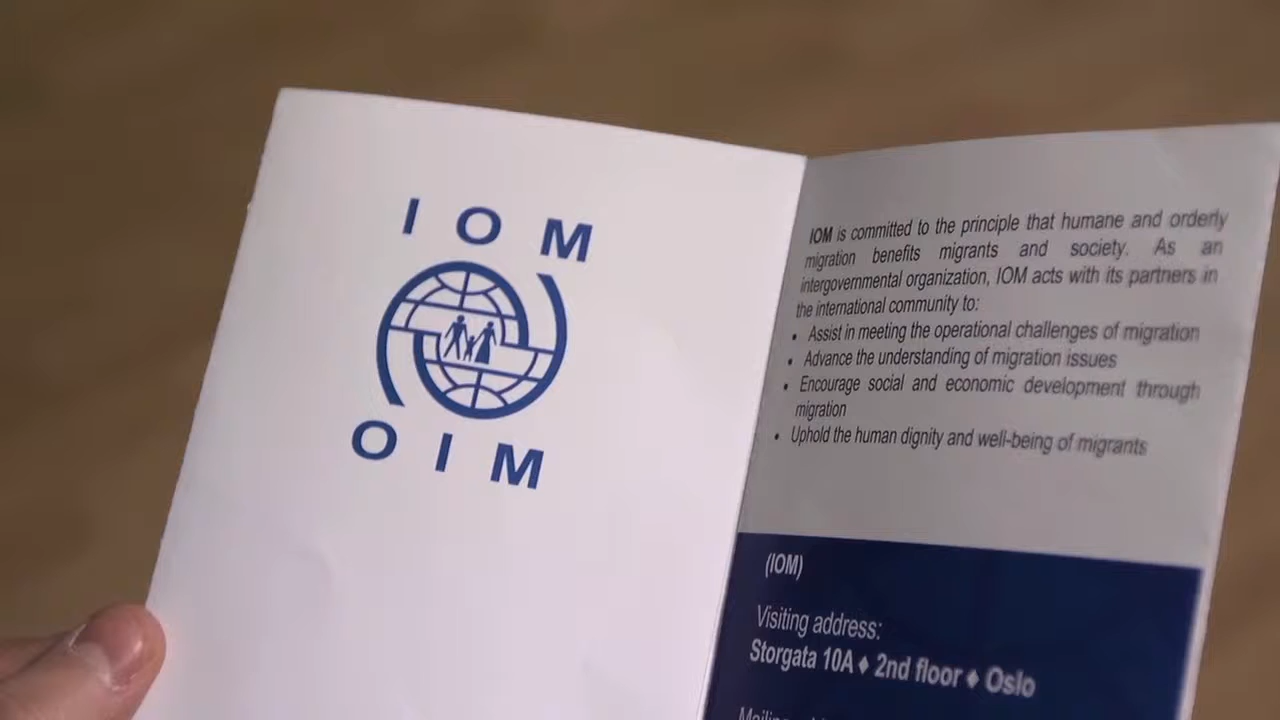 I O M
O I M
IOM is committed to the principle that humane and orderly
migration benefits migrants and society. As an
intergovernmental organization, IOM acts with its partners in
the international community to:
• Assist in meeting the operational challenges of migration
• Advance the understanding of migration issues
• Encourage social and economic development through
migration
• Uphold the human dignity and well-being of migrants
(IOM)
Visiting address:
Storgata 10A ♦ 2nd floor ♦ Oslo